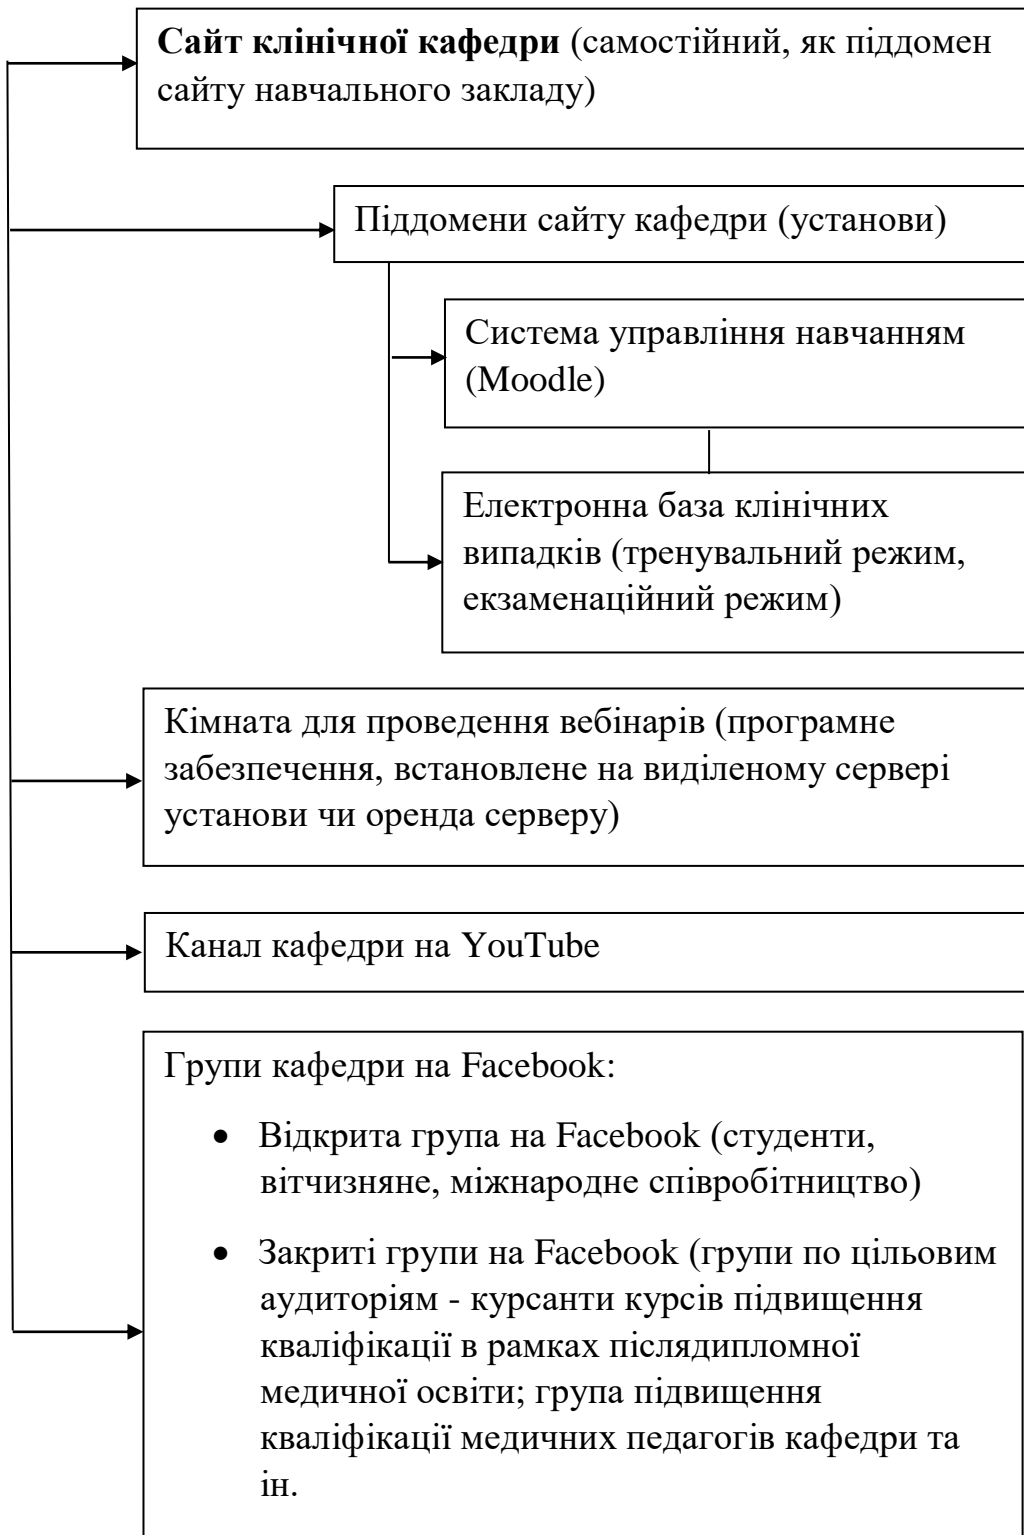 Сайт клінічної кафедри (самостійний, як піддомен
сайту навчального закладу)
Піддомени сайту кафедри (установи)
Система управління навчанням
(Moodle)
Електронна база клінічних
випадків (тренувальний режим,
екзаменаційний режим)
Кімната для проведення вебінарів (програмне
забезпечення, встановлене на виділеному сервері
установи чи оренда серверу)
Канал кафедри на YouTube
Групи кафедри на Facebook:
• Відкрита група на Facebook (студенти,
вітчизняне, міжнародне співробітництво)
• Закриті групи на Facebook (групи по цільовим
аудиторіям - курсанти курсів підвищення
кваліфікації в рамках післядипломної
медичної освіти; група підвищення
кваліфікації медичних педагогів кафедри та
ін.